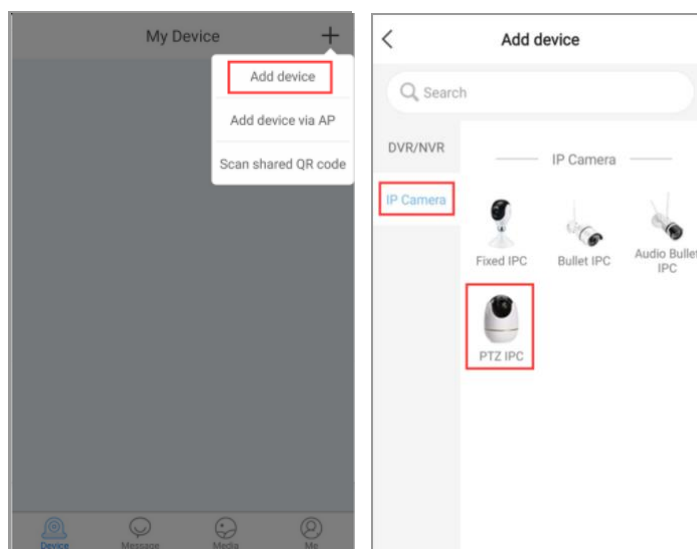 My Device
Add device
Add device via AP
Scan shared QR code
Device
Message
Media
Me
Add device
Search
DVR/NVR
IP Camera
IP Camera
Fixed IPC
Bullet IPC
Audio Bullet
IPC
PTZ IPC